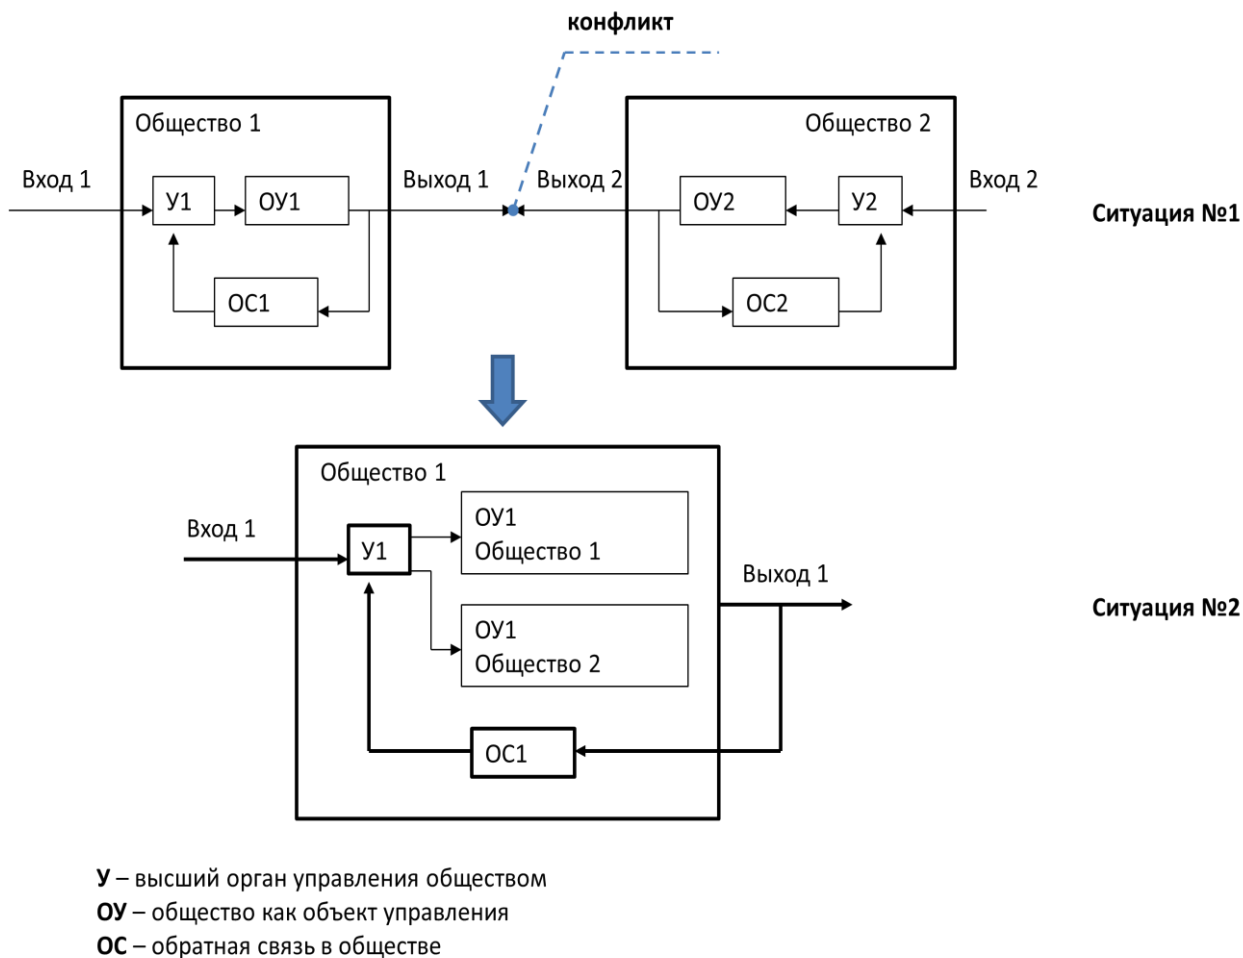 конфликт
Общество 1
Общество 2
Вход 1
У1
ОУ1
Выход 1
Выход 2
ОУ2
У2
Вход 2
Ситуация №1
ОС1
ОС2
Общество 1
Вход 1
У1
ОУ1
Общество 1
Выход 1
ОУ1
Общество 2
Ситуация №2
ОС1
У – высший орган управления обществом
ОУ – общество как объект управления
ОС – обратная связь в обществе